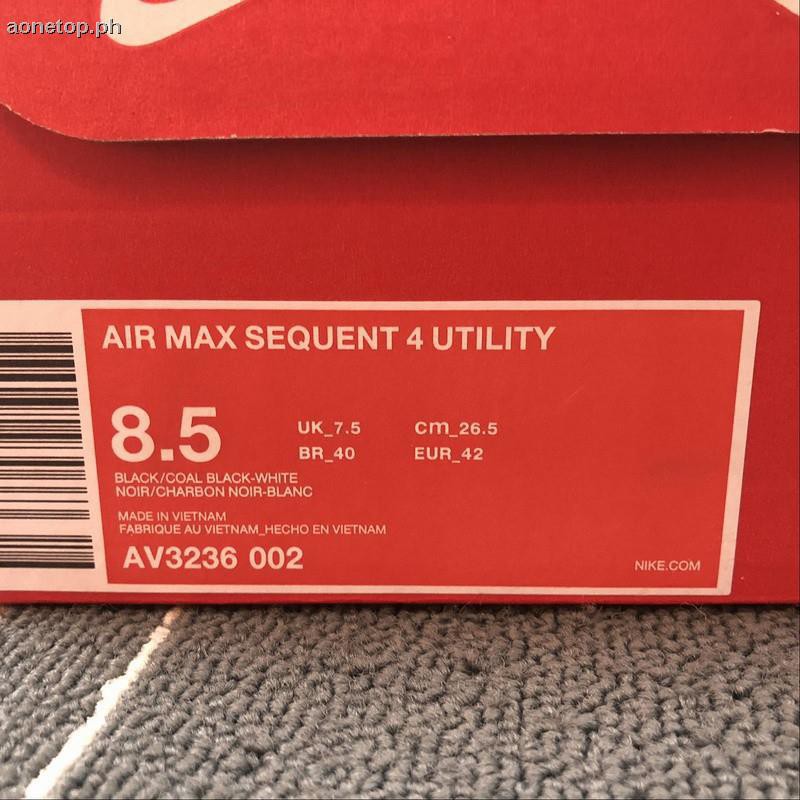 aonetop.ph
AIR MAX SEQUENT 4 UTILITY
8.5 UK_7.5 cm_26.5
BR_40 EUR_42
BLACK/COAL BLACK-WHITE
NOIR/CHARBON NOIR-BLANC
MADE IN VIETNAM
FABRIQUE AU VIETNAM_HECHO EN VIETNAM
AV3236 002
NIKE.COM